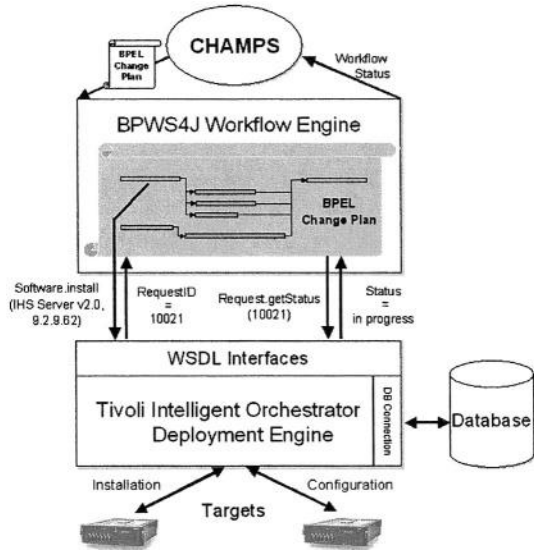 CHAMPS
BPEL
Change
Plan
Workflow
Status
BPWS4J Workflow Engine
BPEL
Change Plan
Software.install
(IHS Server v2.0,
9.2.9.62)
RequestID
=
10021
Request.getStatus
(10021)
Status
=
in progress
WSDL Interfaces
Tivoli Intelligent Orchestrator
Deployment Engine
DB Connection
Database
Installation
Configuration
Targets